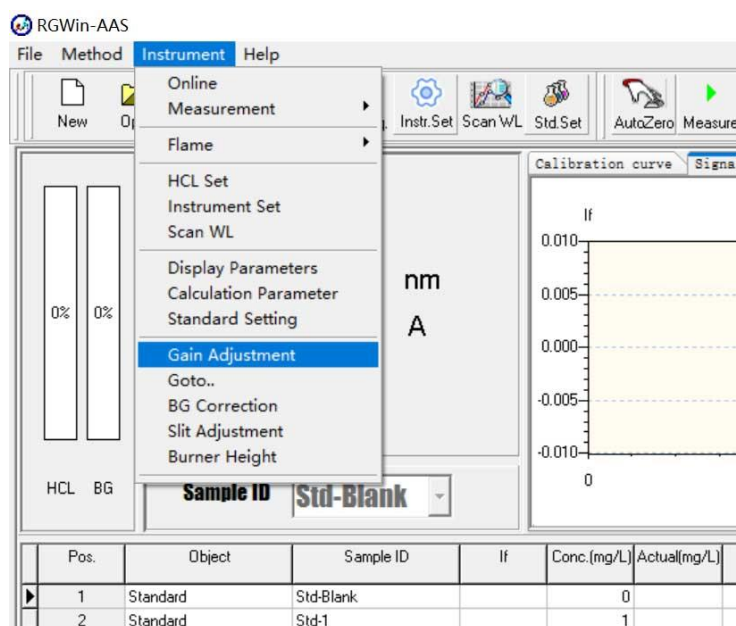 RGWin-AAS
File Method Instrument Help
New
Instr.Set Scan WL Std.Set AutoZero Measure
Online
Measurement
Flame
HCL Set
Instrument Set
Scan WL
Display Parameters
Calculation Parameter
Standard Setting
Gain Adjustment
Goto..
BG Correction
Slit Adjustment
Burner Height
0% 0%
HCL BG
nm
A
Sample ID Std-Blank
Calibration curve Signa
If
0.010
0.005
0.000
-0.005
-0.010
0
Pos. Object Sample ID If Conc.(mg/L) Actual(mg/L)
1 Standard Std-Blank 0
2 Standard Std-1 1